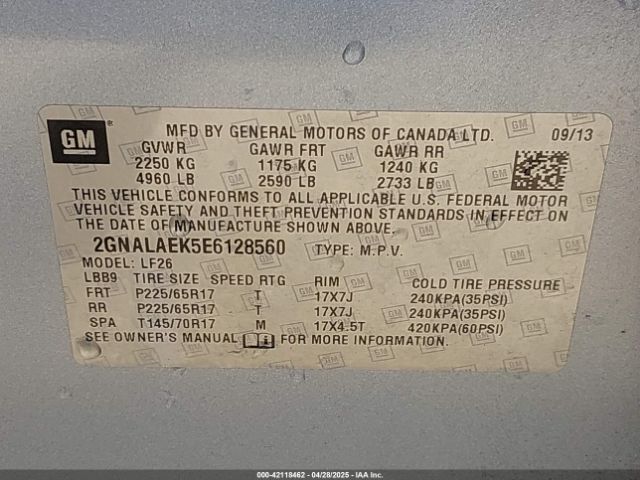 GM
MFD BY GENERAL MOTORS OF CANADA LTD. 09/13
GVWR GAWR FRT GAWR RR
2250 KG 1175 KG 1240 KG
4960 LB 2590 LB 2733 LB
THIS VEHICLE CONFORMS TO ALL APPLICABLE U.S. FEDERAL MOTOR
VEHICLE SAFETY AND THEFT PREVENTION STANDARDS IN EFFECT ON
THE DATE OF MANUFACTURE SHOWN ABOVE.
2GNALAEK5E6128560 TYPE: M.P.V.
MODEL: LF26
LBB9 TIRE SIZE SPEED RTG RIM COLD TIRE PRESSURE
FRT P225/65R17 T 17X7J 240KPA(35PSI)
RR P225/65R17 T 17X7J 240KPA(35PSI)
SPA T145/70R17 M 17X4.5T 420KPA(60PSI)
SEE OWNER'S MANUAL FOR MORE INFORMATION.
000-42118462 - 04/28/2025 - IAA, Inc.